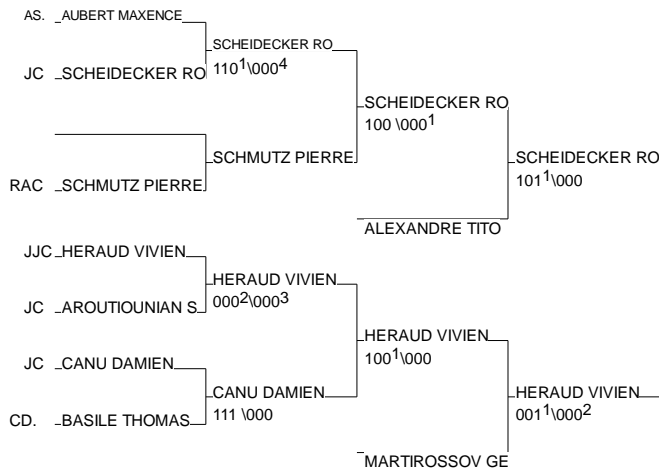 AS. AUBERT MAXENCE
SCHEIDECKER RO
110¹\000⁴
JC SCHEIDECKER RO
SCHEIDECKER RO
100 \000¹
SCHMUTZ PIERRE
RAC SCHMUTZ PIERRE
SCHEIDECKER RO
101¹\000
ALEXANDRE TITO
JJC HERAUD VIVIEN
HERAUD VIVIEN
000²\000³
JC AROUTIOUNIAN S
HERAUD VIVIEN
100¹\000
JC CANU DAMIEN
CANU DAMIEN
111 \000
CD. BASILE THOMAS
HERAUD VIVIEN
001¹\000²
MARTIROSSOV GE